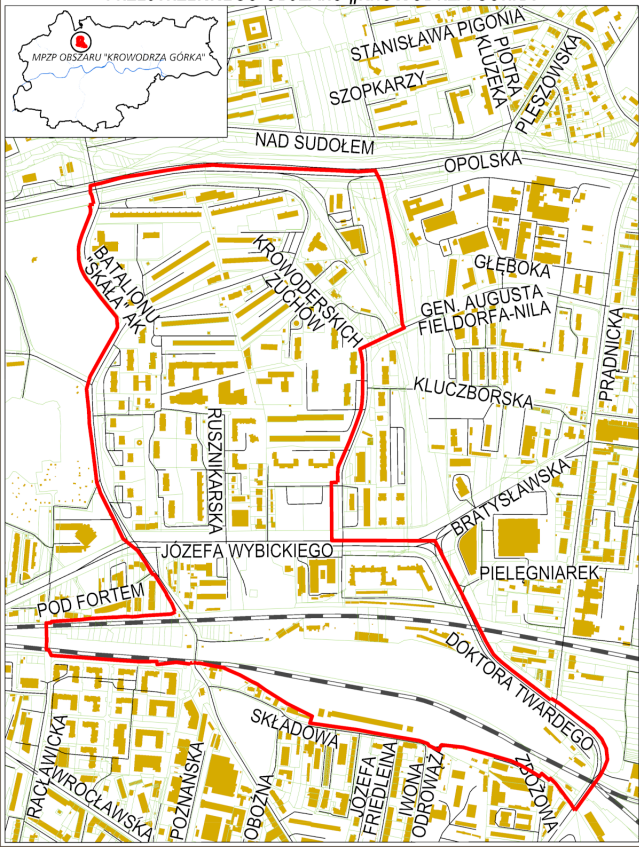 MPZP OBSZARU "KROWODRZA GÓRKA"
STANISŁAWA PIGONIA
PIOTRA
KLUZEKA
PLESZOWSKA
SZOPKARZY
NAD SUDOŁEM
OPOLSKA
BATALIONU
"SKAŁA" AK
KROWODERSKICH
ZUCHÓW
GŁĘBOKA
GEN. AUGUSTA
FIELDORFA-NILA
PRĄDNICKA
KLUCZBORSKA
RUSZNIKARSKA
BRATYSŁAWSKA
JÓZEFA WYBICKIEGO
PIELĘGNIAREK
POD FORTEM
DOKTORA TWARDEGO
SKŁADOWA
RACŁAWICKA
WROCŁAWSKA
POZNAŃSKA
OBOŹNA
JÓZEFA
FRIEDLEINA
IWONA
ODROWĄŻA
ZBOŻOWA